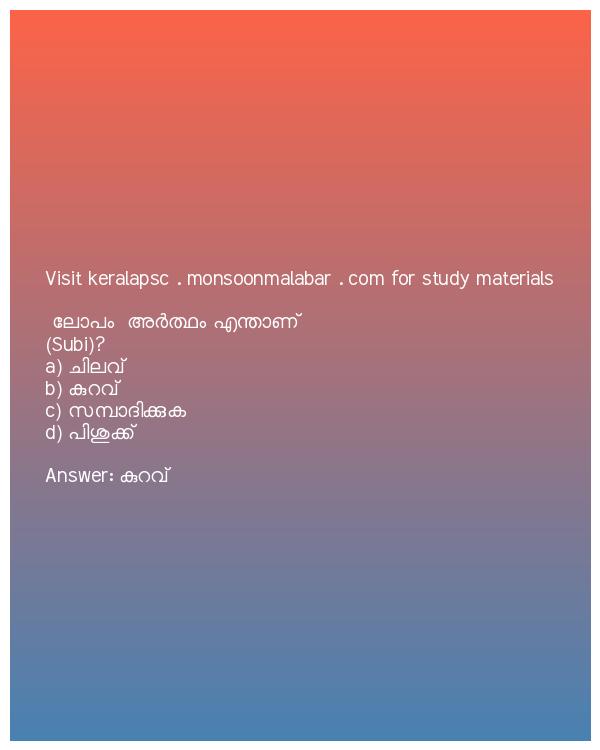 Visit keralapsc . monsoonmalabar . com for study materials
ലോപം അർത്ഥം എന്താണ്
(Subi)?
a) ചിലവ്
b) കുറവ്
c) സമ്പാദിക്കുക
d) പിശുക്ക്
Answer: കുറവ്